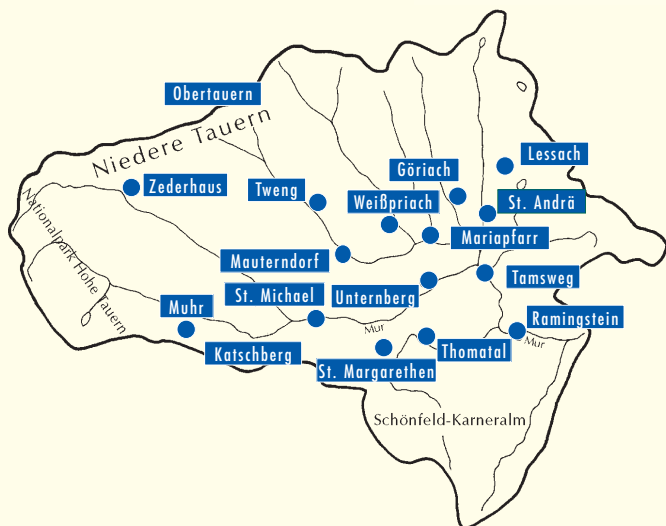 Obertauern
Niedere Tauern
Lessach
Göriach
Zederhaus
Tweng
Weißpriach
St. Andrä
Mariapfarr
Nationalpark Hohe Tauern
Mauterndorf
Tamsweg
St. Michael
Unternberg
Muhr
Ramingstein
Mur
Mur
Katschberg
Thomatal
St. Margarethen
Schönfeld-Karneralm